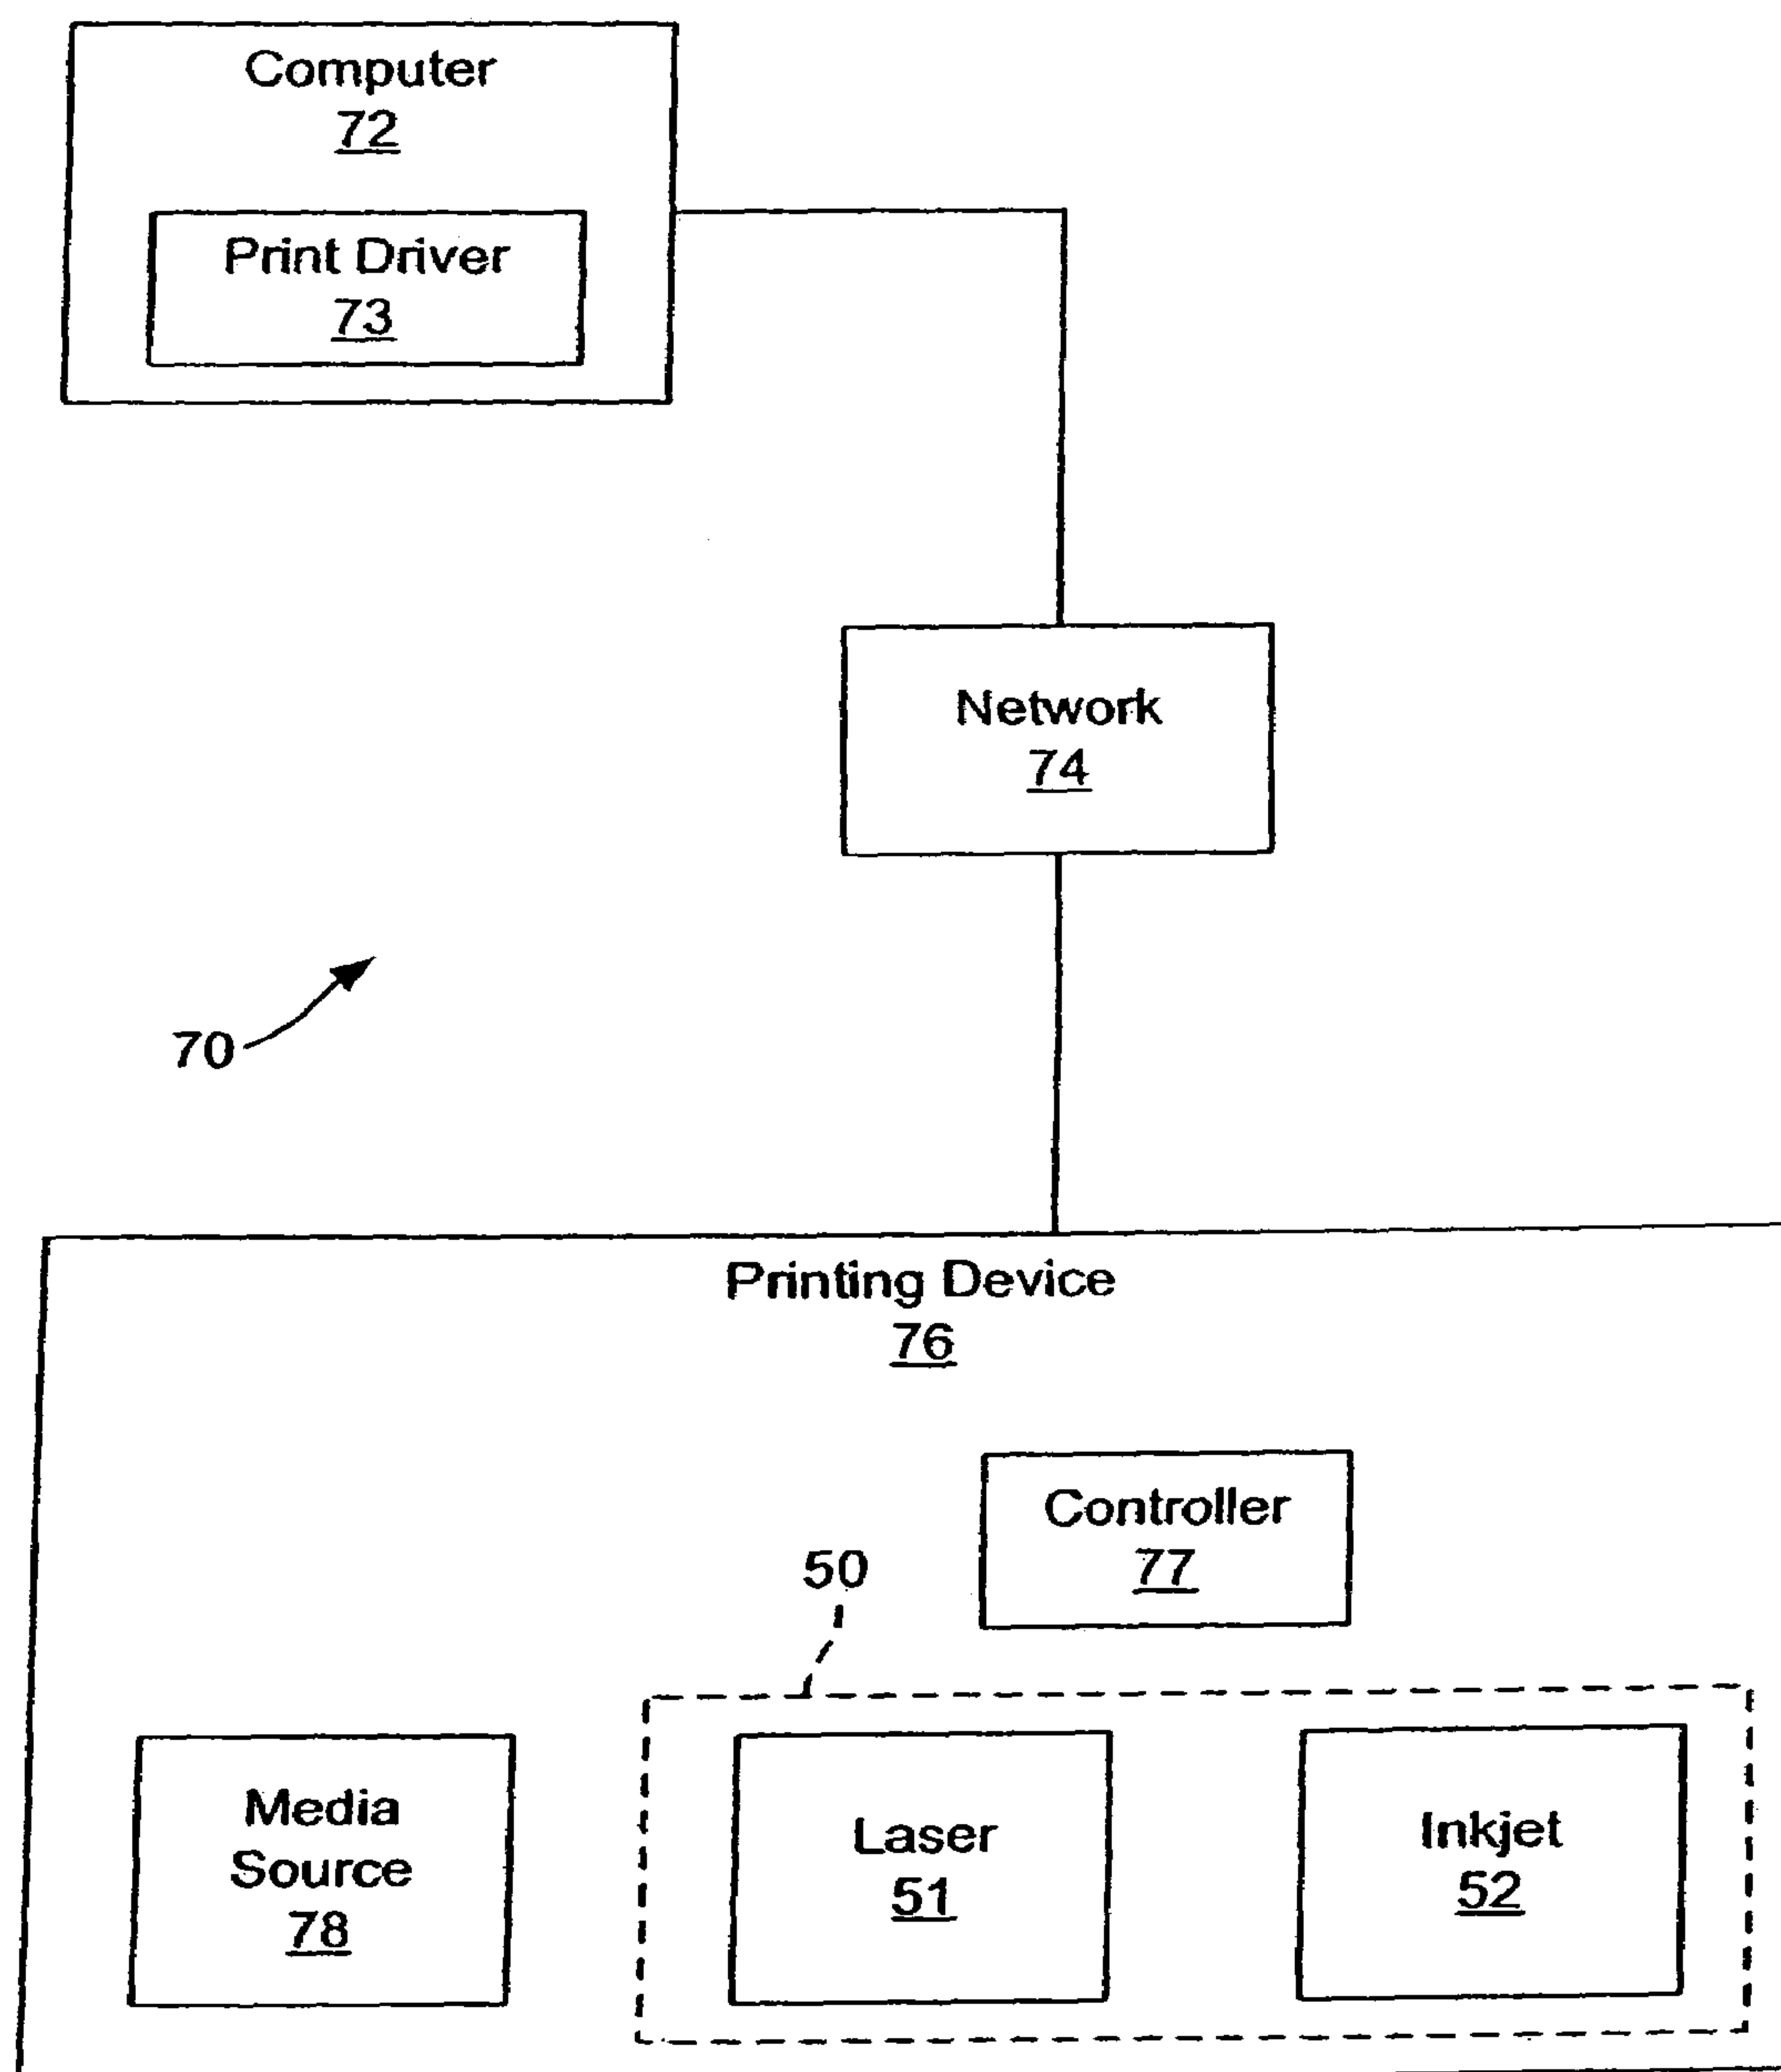 Computer
72
Print Driver
73
Network
74
70
Printing Device
76
Controller
77
50
Media
Source
78
Laser
51
Inkjet
52